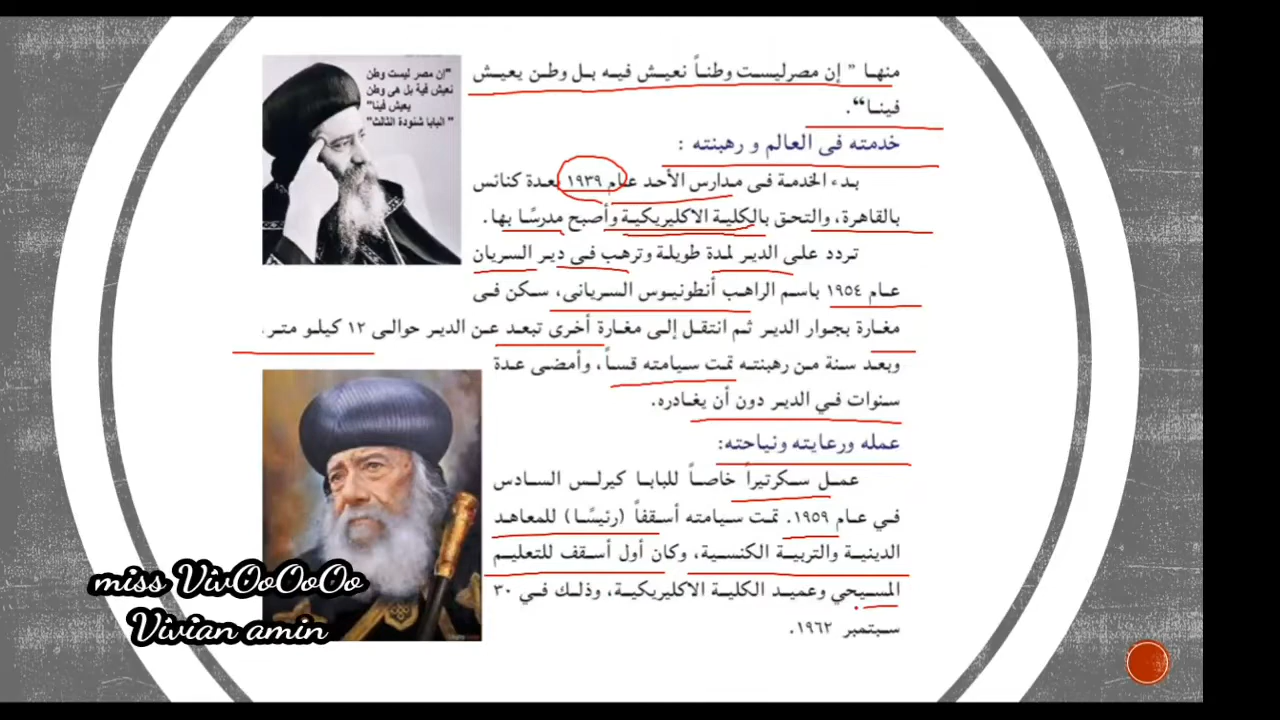 منها " إن مصرليست وطناً نعيش فيه بل وطن يعيش
فينا".
خدمته فى العالم و رهبنته :
بدء الخدمة فى مدارس الأحد عام ١٩٣٩ بعدة كنائس
بالقاهرة، والتحق بالكلية الاكليريكية وأصبح مدرسًا بها.
تردد على الدير لمدة طويلة وترهب فى دير السريان
عام ١٩٥٤ باسم الراهب أنطونيوس السريانى، سكن فى
مغارة بجوار الدير ثم انتقل إلى مغارة أخرى تبعد عن الدير حوالى ١٢ كيلو متر.
وبعد سنة من رهبنته تمت سيامته قساً، وأمضى عدة
سنوات في الدير دون أن يغادره.
عمله ورعايته ونياحته:
عمل سكرتيراً خاصاً للبابا كيرلس السادس
في عام ١٩٥٩. تمت سيامته أسقفاً (رئيسًا) للمعاهد
الدينية والتربية الكنسية، وكان أول أسقف للتعليم
المسيحي وعميد الكلية الاكليريكية، وذلك في ٣٠
سبتمبر ١٩٦٢.
"إن مصر ليست وطن
نعيش فية بل هى وطن
يعيش فينا"
البابا شنودة الثالث"
miss VivOoOoOo
Vivian amin